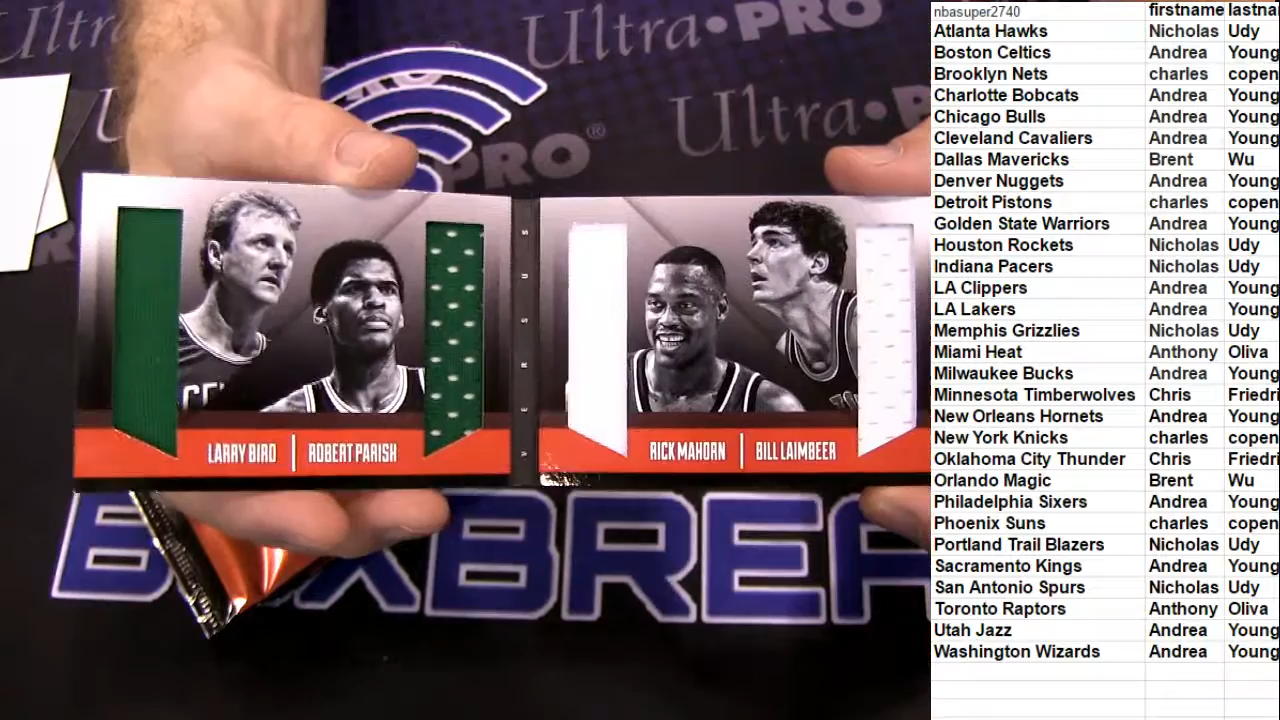 Ultra•PRO
Ultra•PRO®
PRO®
LARRY BIRD | ROBERT PARISH
VERSUS
RICK MAHORN | BILL LAIMBEER
nbasuper2740 firstname lastna
Atlanta Hawks Nicholas Udy
Boston Celtics Andrea Young
Brooklyn Nets charles copen
Charlotte Bobcats Andrea Young
Chicago Bulls Andrea Young
Cleveland Cavaliers Andrea Young
Dallas Mavericks Brent Wu
Denver Nuggets Andrea Young
Detroit Pistons charles copen
Golden State Warriors Andrea Young
Houston Rockets Nicholas Udy
Indiana Pacers Nicholas Udy
LA Clippers Andrea Young
LA Lakers Andrea Young
Memphis Grizzlies Nicholas Udy
Miami Heat Anthony Oliva
Milwaukee Bucks Andrea Young
Minnesota Timberwolves Chris Friedri
New Orleans Hornets Andrea Young
New York Knicks charles copen
Oklahoma City Thunder Chris Friedri
Orlando Magic Brent Wu
Philadelphia Sixers Andrea Young
Phoenix Suns charles copen
Portland Trail Blazers Nicholas Udy
Sacramento Kings Andrea Young
San Antonio Spurs Nicholas Udy
Toronto Raptors Anthony Oliva
Utah Jazz Andrea Young
Washington Wizards Andrea Young